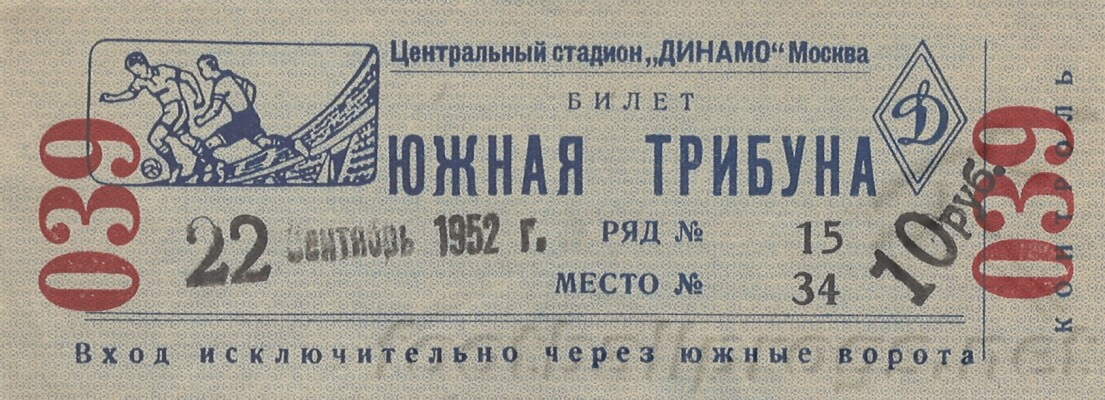 Центральный стадион „ДИНАМО“ Москва
БИЛЕТ
ЮЖНАЯ ТРИБУНА
Д
039
22 Сентябрь 1952 г.
РЯД № 15
МЕСТО № 34
10 руб.
039
КОНТРОЛЬ
Вход исключительно через южные ворота